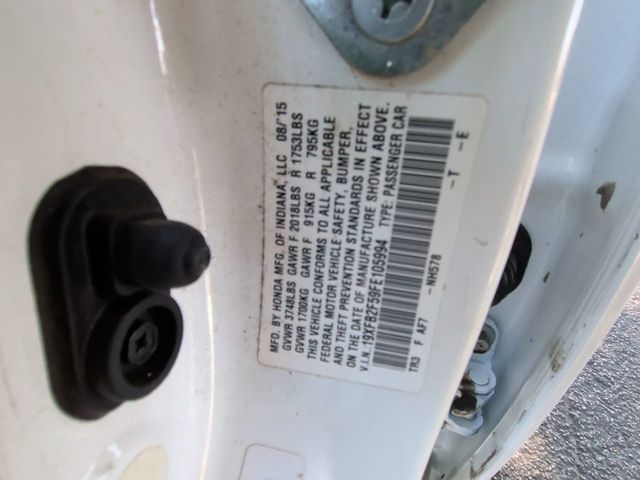 MFD. BY HONDA MFG. OF INDIANA, LLC 08/'15
GVWR 3748LBS GAWR F 2018LBS R 1753LBS
GVWR 1700KG GAWR F 915KG R 795KG
THIS VEHICLE CONFORMS TO ALL APPLICABLE
FEDERAL MOTOR VEHICLE SAFETY, BUMPER,
AND THEFT PREVENTION STANDARDS IN EFFECT
ON THE DATE OF MANUFACTURE SHOWN ABOVE.
V.I.N.: 19XFB2F59FE105994 TYPE: PASSENGER CAR
TR3 F AF7 -NH578 -T -E